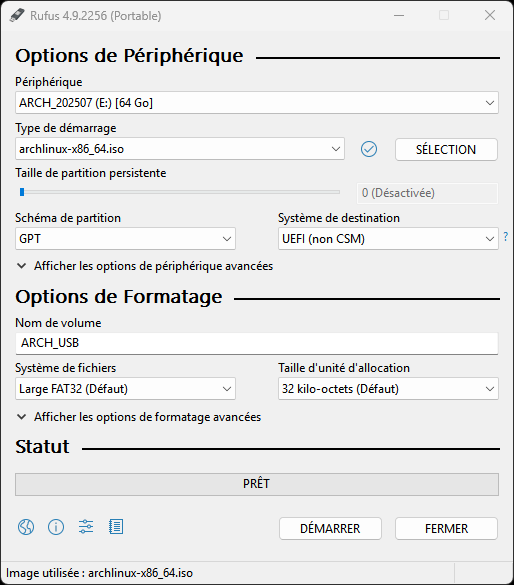 Rufus 4.9.2256 (Portable)
Options de Périphérique
Périphérique
ARCH_202507 (E:) [64 Go]
Type de démarrage
archlinux-x86_64.iso
SÉLECTION
Taille de partition persistente
0 (Désactivée)
Schéma de partition
Système de destination
GPT
UEFI (non CSM)
?
Afficher les options de périphérique avancées
Options de Formatage
Nom de volume
ARCH_USB
Système de fichiers
Taille d'unité d'allocation
Large FAT32 (Défaut)
32 kilo-octets (Défaut)
Afficher les options de formatage avancées
Statut
PRÊT
DÉMARRER
FERMER
Image utilisée : archlinux-x86_64.iso